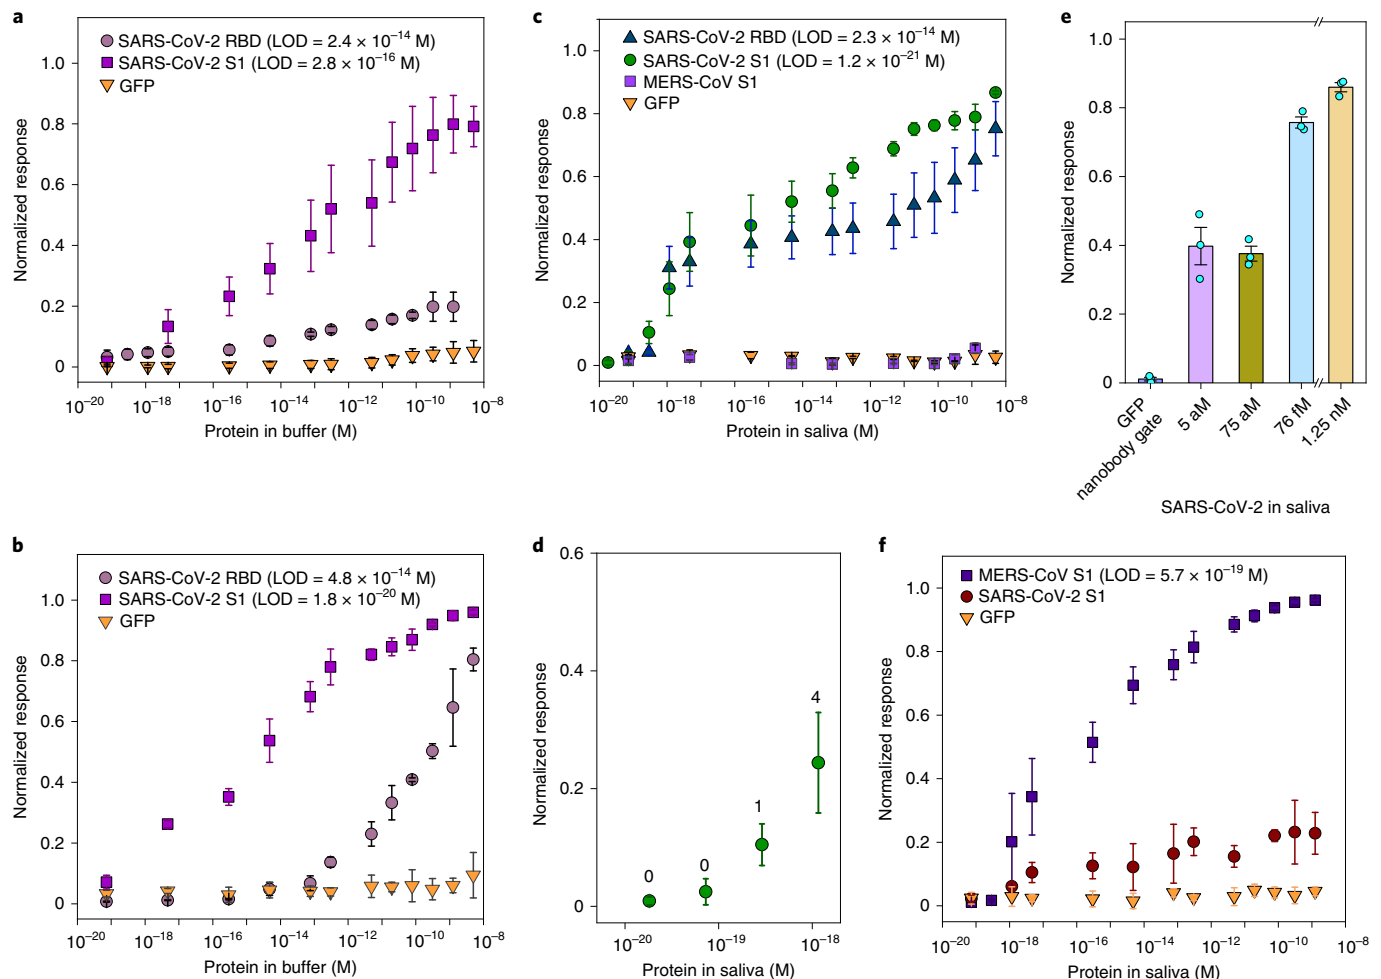 a
SARS-CoV-2 RBD (LOD = 2.4 × 10⁻¹⁴ M)
SARS-CoV-2 S1 (LOD = 2.8 × 10⁻¹⁶ M)
GFP
Normalized response
1.0
0.8
0.6
0.4
0.2
0
10⁻²⁰ 10⁻¹⁸ 10⁻¹⁶ 10⁻¹⁴ 10⁻¹² 10⁻¹⁰ 10⁻⁸
Protein in buffer (M)
c
SARS-CoV-2 RBD (LOD = 2.3 × 10⁻¹⁴ M)
SARS-CoV-2 S1 (LOD = 1.2 × 10⁻²¹ M)
MERS-CoV S1
GFP
Normalized response
1.0
0.8
0.6
0.4
0.2
0
10⁻²⁰ 10⁻¹⁸ 10⁻¹⁶ 10⁻¹⁴ 10⁻¹² 10⁻¹⁰ 10⁻⁸
Protein in saliva (M)
e
Normalized response
1.0
0.8
0.6
0.4
0.2
0
GFP
nanobody gate
5 aM
75 aM
76 fM
1.25 nM
SARS-CoV-2 in saliva
b
SARS-CoV-2 RBD (LOD = 4.8 × 10⁻¹⁴ M)
SARS-CoV-2 S1 (LOD = 1.8 × 10⁻²⁰ M)
GFP
Normalized response
1.0
0.8
0.6
0.4
0.2
0
10⁻²⁰ 10⁻¹⁸ 10⁻¹⁶ 10⁻¹⁴ 10⁻¹² 10⁻¹⁰ 10⁻⁸
Protein in buffer (M)
d
Normalized response
0.6
0.4
0.2
0
0
0
1
4
10⁻²⁰ 10⁻¹⁹ 10⁻¹⁸
Protein in saliva (M)
f
MERS-CoV S1 (LOD = 5.7 × 10⁻¹⁹ M)
SARS-CoV-2 S1
GFP
Normalized response
1.0
0.8
0.6
0.4
0.2
0
10⁻²⁰ 10⁻¹⁸ 10⁻¹⁶ 10⁻¹⁴ 10⁻¹² 10⁻¹⁰ 10⁻⁸
Protein in saliva (M)